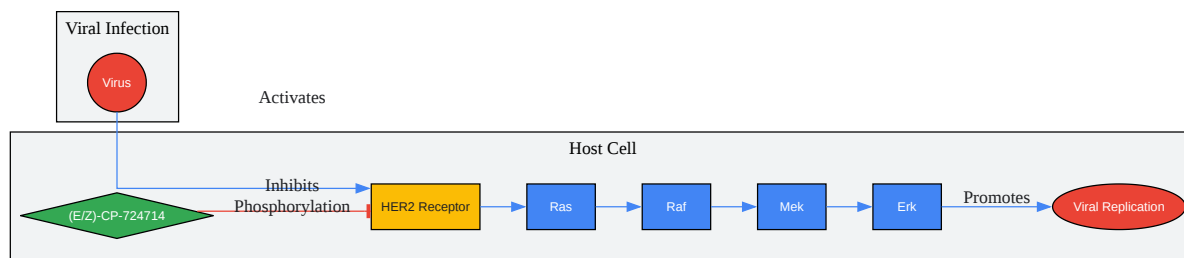 Viral Infection
Virus
Activates
Host Cell
Inhibits
Phosphorylation
(E/Z)-CP-724714
HER2 Receptor
Ras
Raf
Mek
Erk
Promotes
Viral Replication